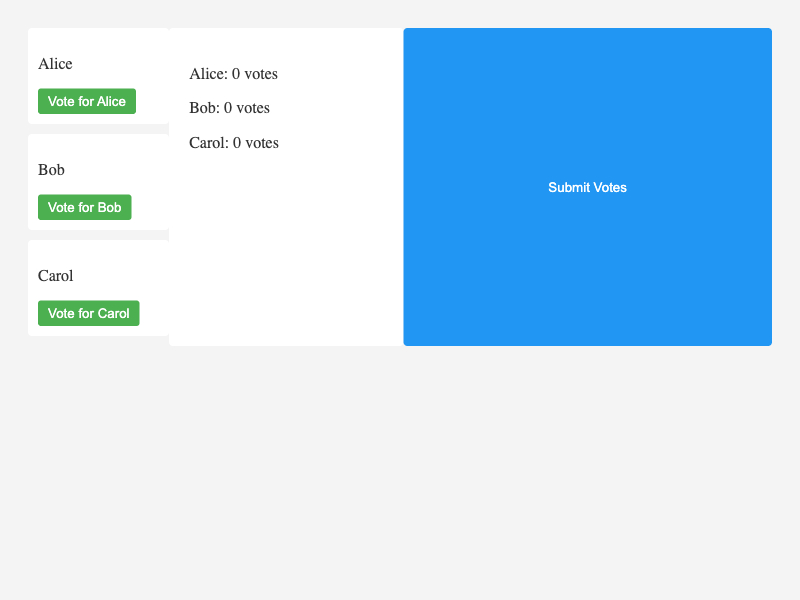 Alice
Vote for Alice
Bob
Vote for Bob
Carol
Vote for Carol
Alice: 0 votes
Bob: 0 votes
Carol: 0 votes
Submit Votes